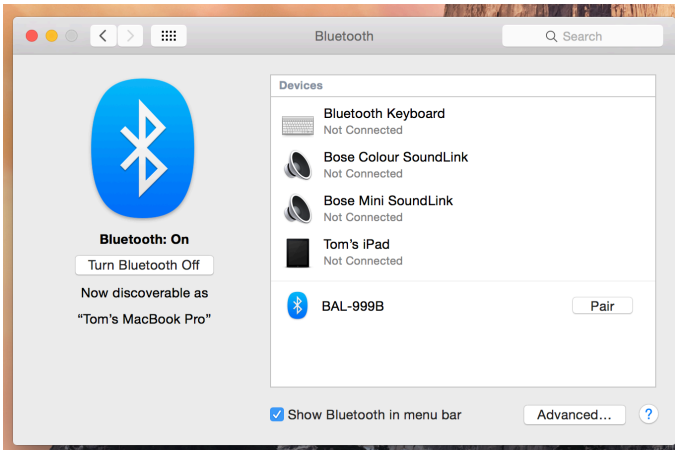 Bluetooth
Search
Bluetooth: On
Turn Bluetooth Off
Now discoverable as
“Tom’s MacBook Pro”
Devices
Bluetooth Keyboard
Not Connected
Bose Colour SoundLink
Not Connected
Bose Mini SoundLink
Not Connected
Tom’s iPad
Not Connected
BAL-999B
Pair
Show Bluetooth in menu bar
Advanced...
?